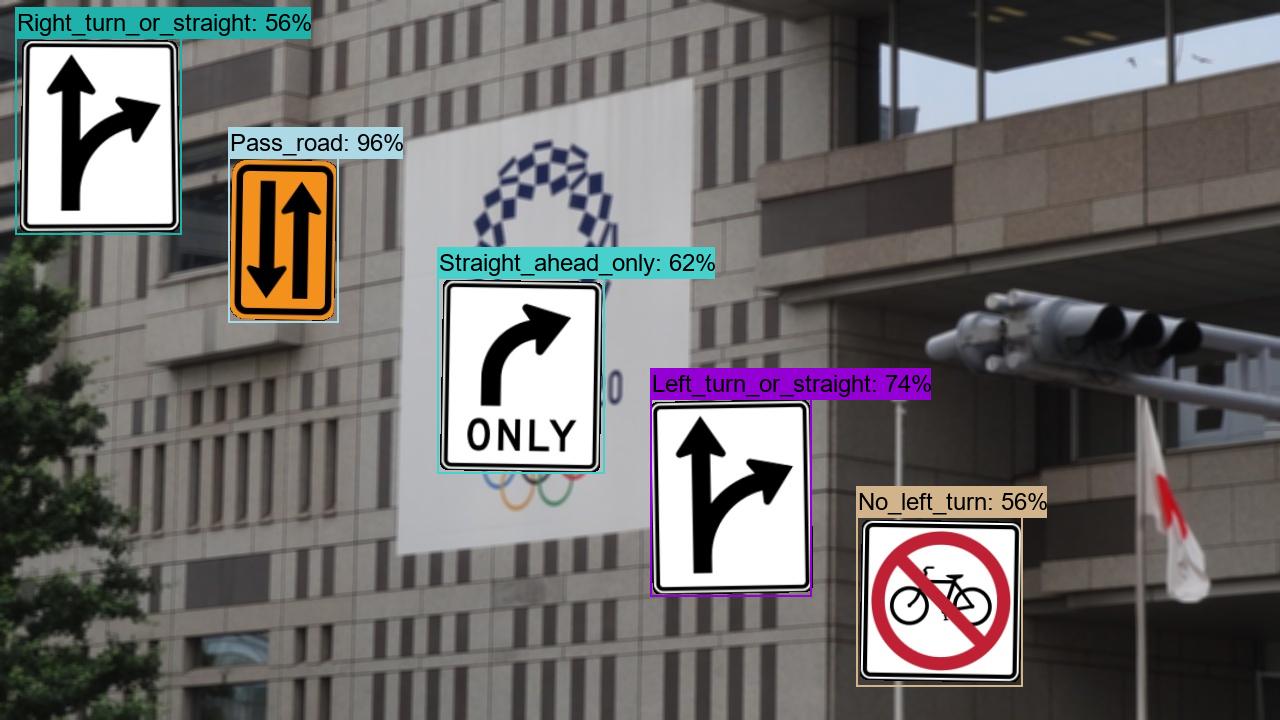 Right_turn_or_straight: 56%
Pass_road: 96%
Straight_ahead_only: 62%
ONLY
Left_turn_or_straight: 74%
No_left_turn: 56%